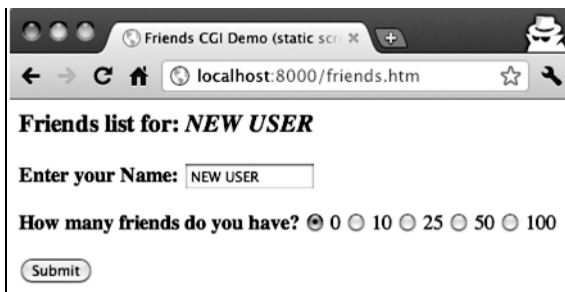 Friends CGI Demo (static scre
localhost:8000/friends.htm
Friends list for: NEW USER
Enter your Name: NEW USER
How many friends do you have? 0 10 25 50 100
Submit